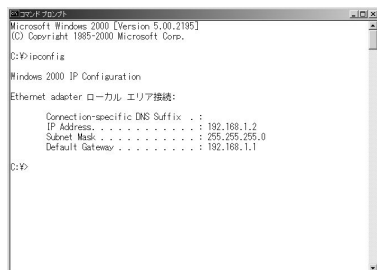 コマンド プロンプト
Microsoft Windows 2000 [Version 5.00.2195]
(C) Copyright 1985-2000 Microsoft Corp.
C:¥>ipconfig
Windows 2000 IP Configuration
Ethernet adapter ローカル エリア接続:
Connection-specific DNS Suffix . :
IP Address. . . . . . . . . . . . : 192.168.1.2
Subnet Mask . . . . . . . . . . . : 255.255.255.0
Default Gateway . . . . . . . . . : 192.168.1.1
C:¥>